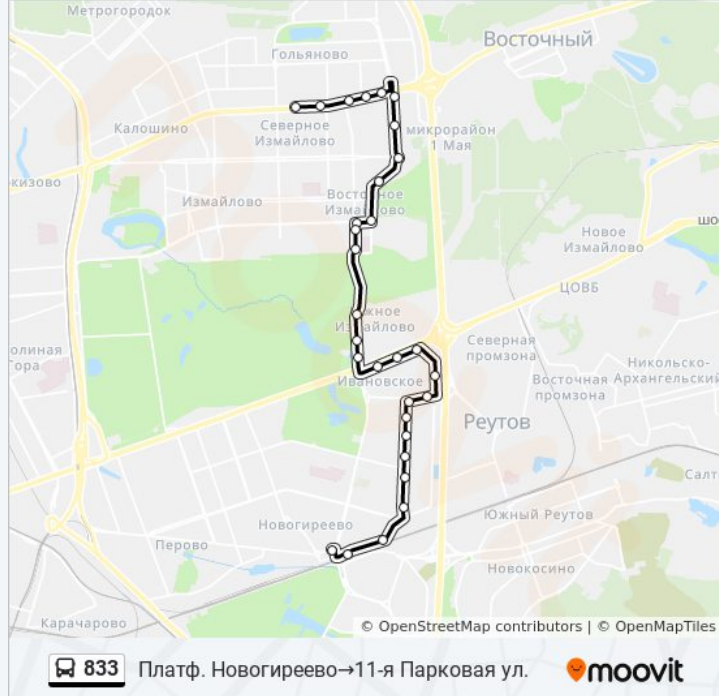 Метрогородок
Гольяново
Восточный
Калошино
Северное
Измайлово
микрорайон
1 Мая
окизово
Измайлово
Восточное
Измайлово
Новое
Измайлово
шо
ЦОВБ
жное
Измайлово
Северная
промзона
олиная
Гора
Ивановское
Восточная
промзона
Никольско-
Архангельский
Реутов
Салт
Новогиреево
Южный Реутов
Перово
Новокосино
Карачарово
© OpenStreetMap contributors | © OpenMapTiles
833 Платф. Новогиреево→11-я Парковая ул. moovit